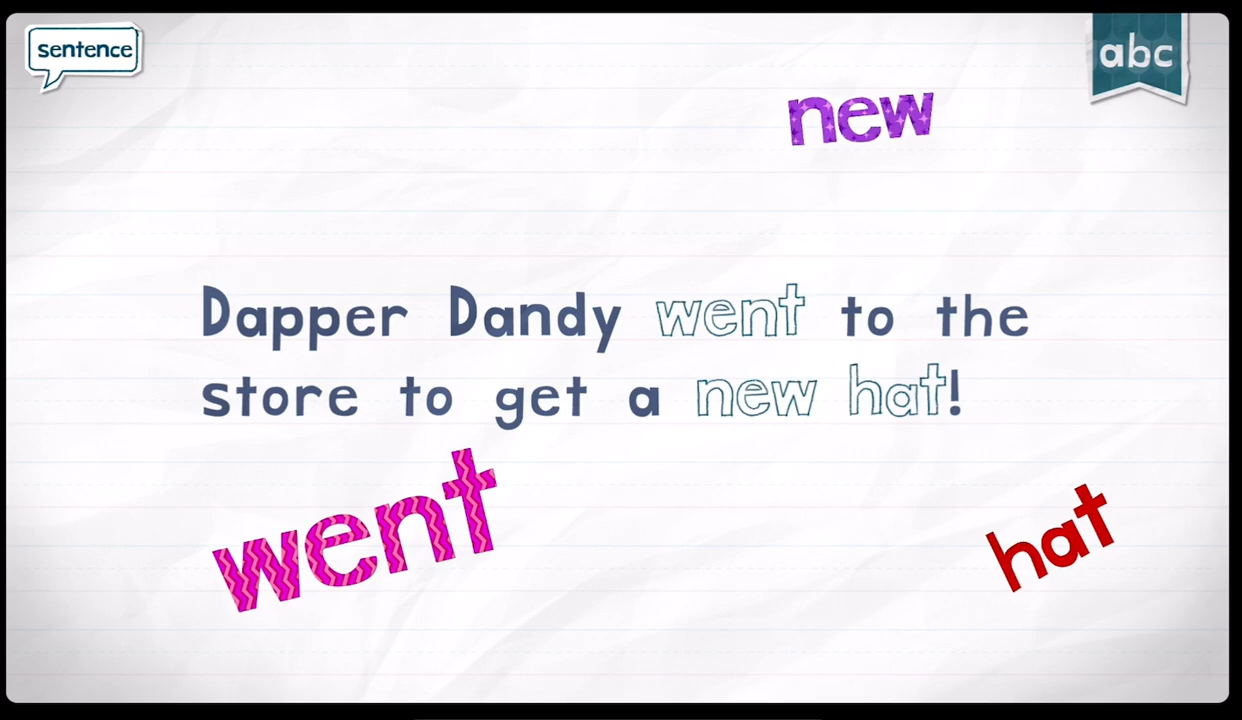 sentence
abc
new
Dapper Dandy went to the
store to get a new hat!
went
hat